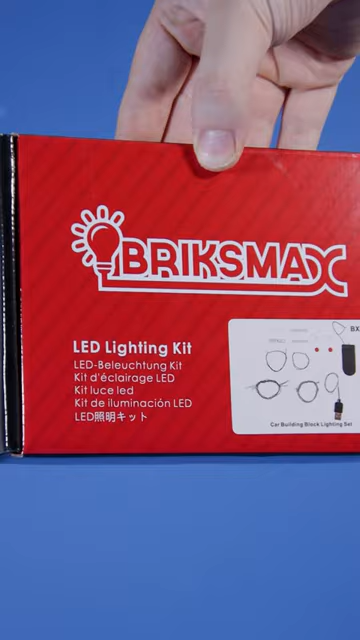 BRIKSMAX
LED Lighting Kit
LED-Beleuchtung Kit
Kit d'éclairage LED
Kit luce led
Kit de iluminación LED
LED照明キット
BX
Car Building Block Lighting Set